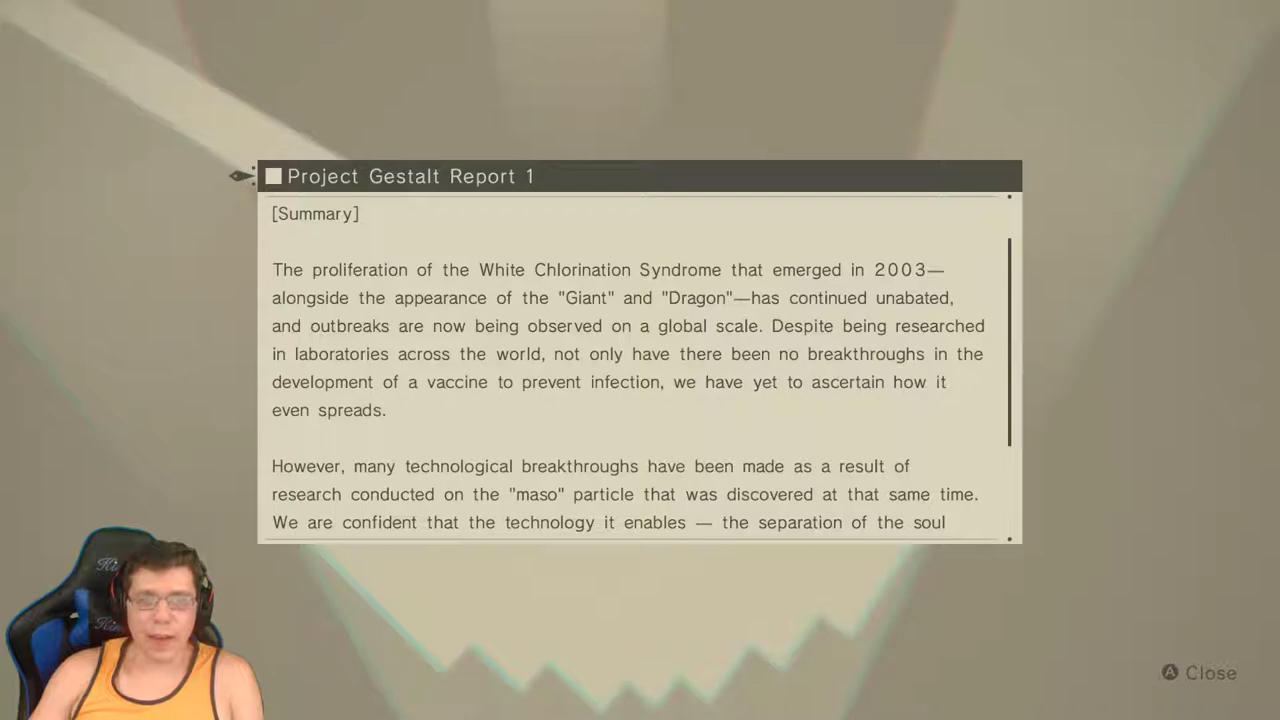 Project Gestalt Report 1
[Summary]
The proliferation of the White Chlorination Syndrome that emerged in 2003—
alongside the appearance of the "Giant" and "Dragon"—has continued unabated,
and outbreaks are now being observed on a global scale. Despite being researched
in laboratories across the world, not only have there been no breakthroughs in the
development of a vaccine to prevent infection, we have yet to ascertain how it
even spreads.
However, many technological breakthroughs have been made as a result of
research conducted on the "maso" particle that was discovered at that same time.
We are confident that the technology it enables — the separation of the soul
A Close